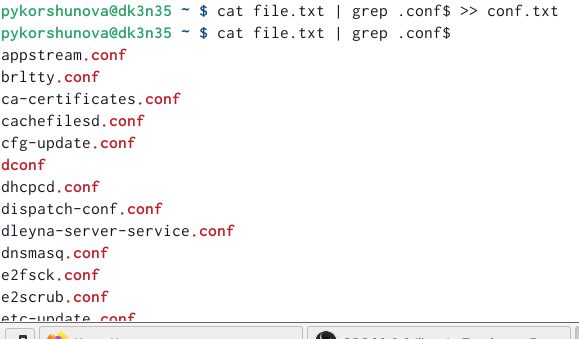 pykorshunova@dk3n35 ~ $ cat file.txt | grep .conf$ >> conf.txt
pykorshunova@dk3n35 ~ $ cat file.txt | grep .conf$
appstream.conf
brltty.conf
ca-certificates.conf
cachefilesd.conf
cfg-update.conf
dconf
dhcpcd.conf
dispatch-conf.conf
dleyna-server-service.conf
dnsmasq.conf
e2fsck.conf
e2scrub.conf
etc-update.conf